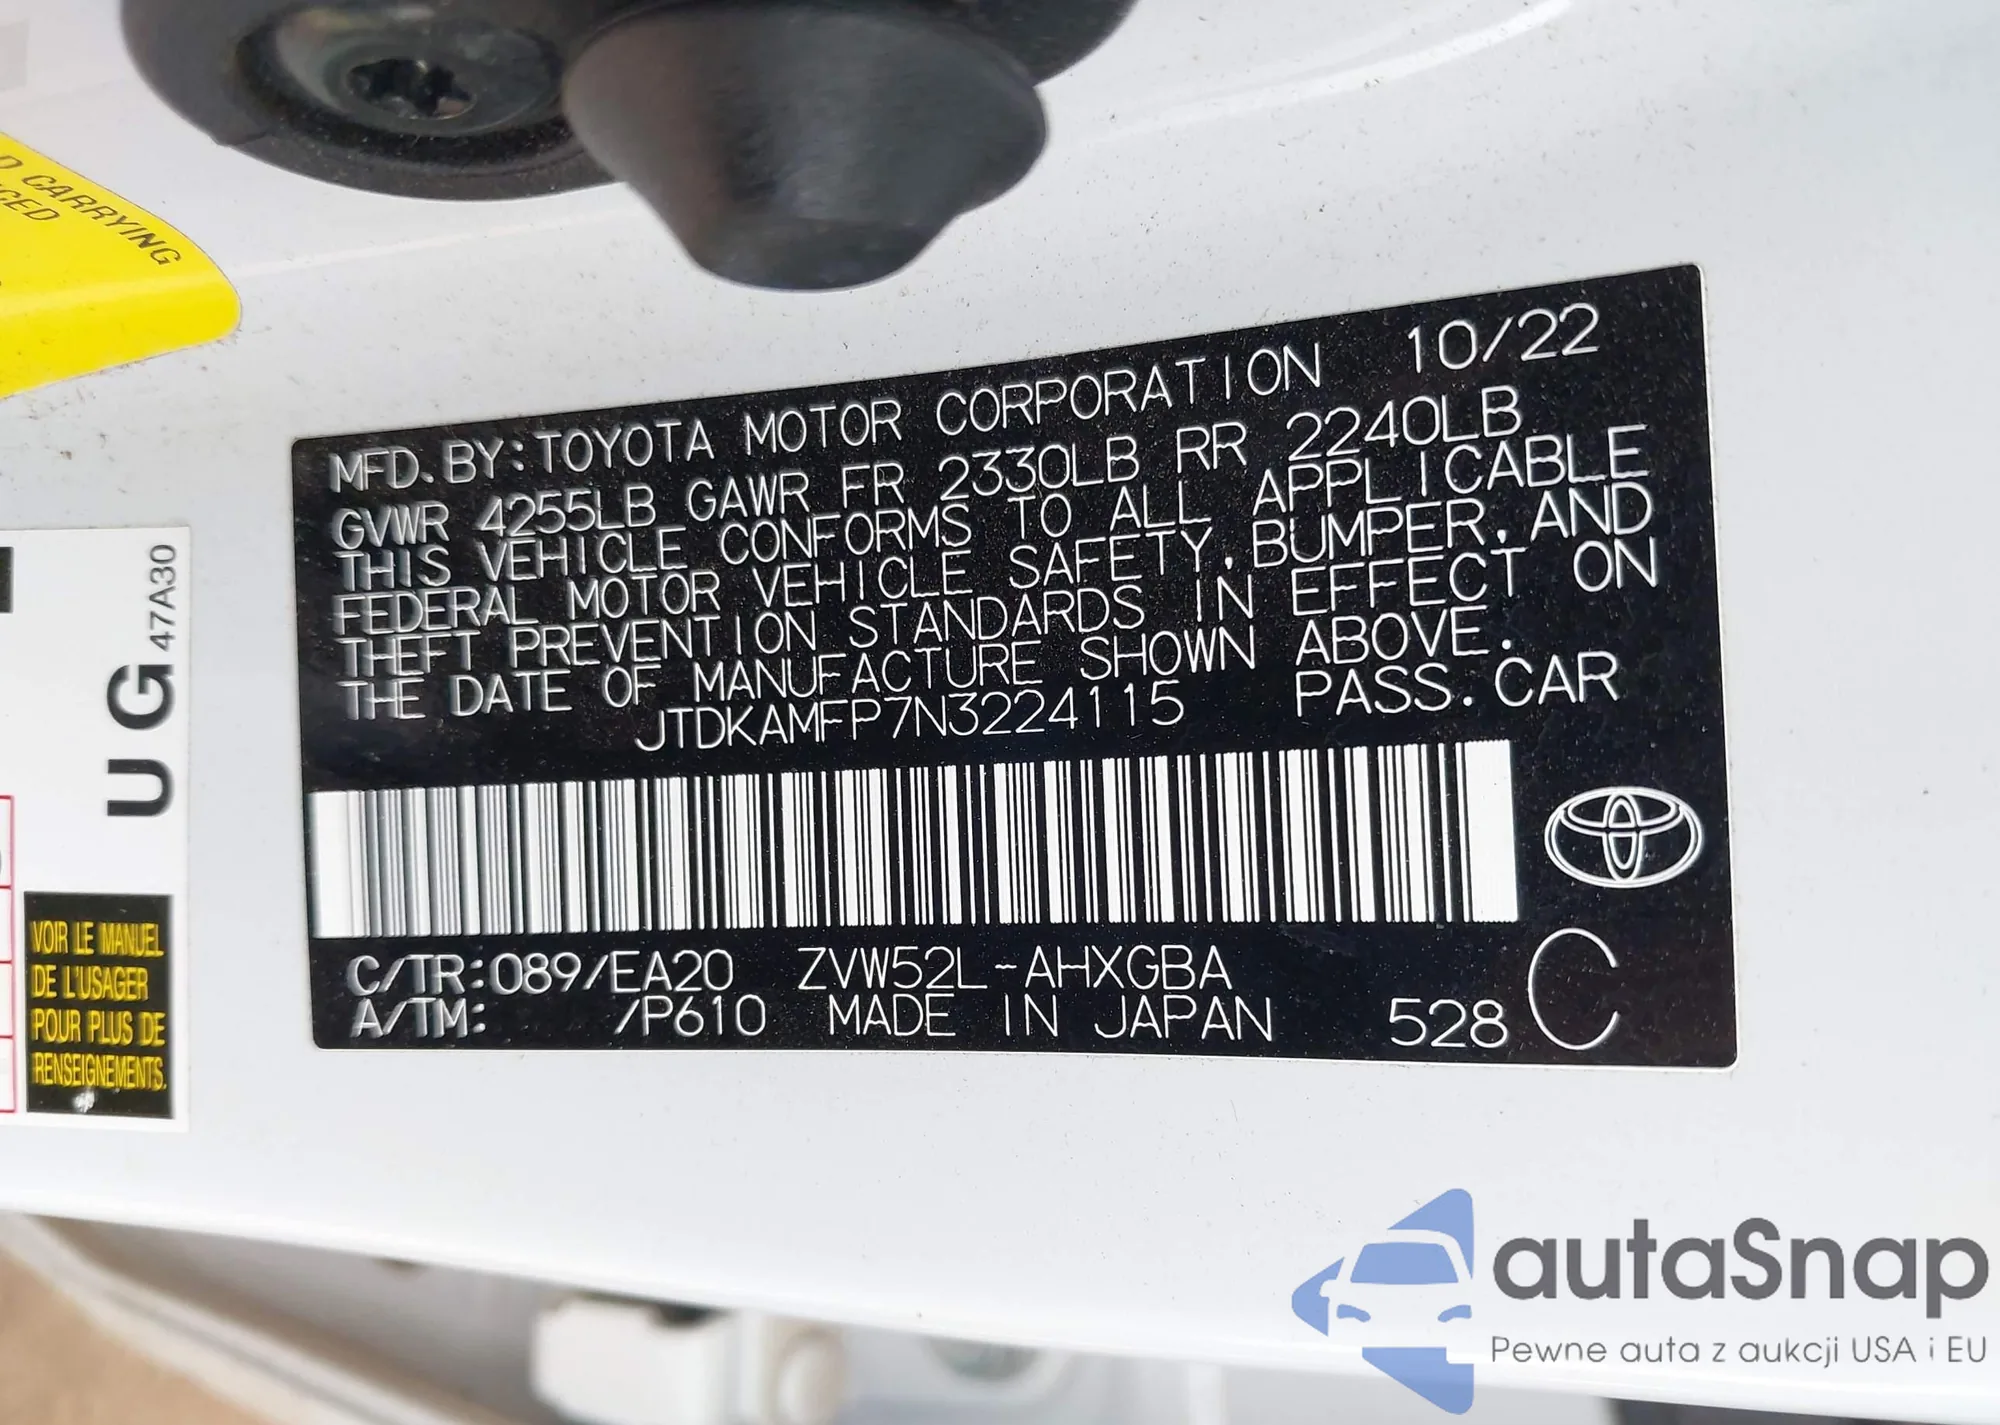 D CARRYING
CED
UG 47A30
VOIR LE MANUEL
DE L'USAGER
POUR PLUS DE
RENSEIGNEMENTS.
MFD. BY: TOYOTA MOTOR CORPORATION 10/22
GVWR 4255LB GAWR FR 2330LB RR 2240LB
THIS VEHICLE CONFORMS TO ALL APPLICABLE
FEDERAL MOTOR VEHICLE SAFETY, BUMPER, AND
THEFT PREVENTION STANDARDS IN EFFECT ON
THE DATE OF MANUFACTURE SHOWN ABOVE.
JTDKAMFP7N3224115 PASS. CAR
C/TR: 089/EA20 ZVW52L-AHXGBA
A/TM: /P610 MADE IN JAPAN 528 C
autaSnap
Pewne auta z aukcji USA i EU